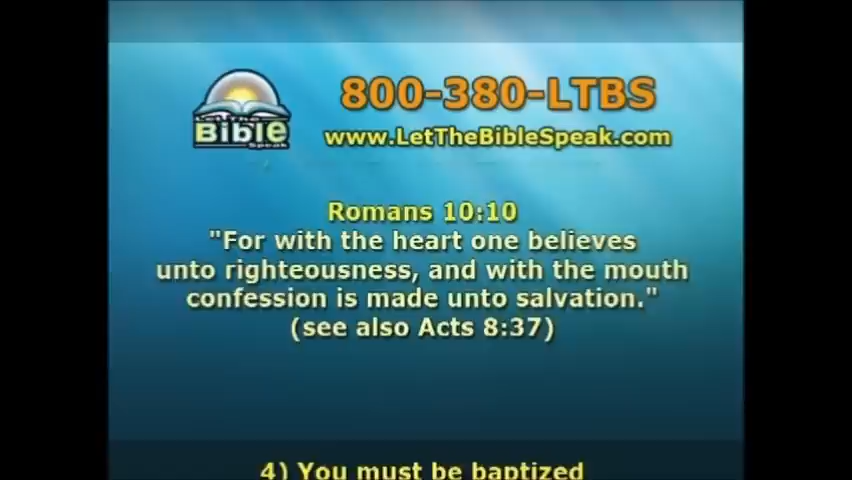 Let The
Bible
Speak
800-380-LTBS
www.LetTheBibleSpeak.com
Romans 10:10
"For with the heart one believes
unto righteousness, and with the mouth
confession is made unto salvation."
(see also Acts 8:37)
4) You must be baptized